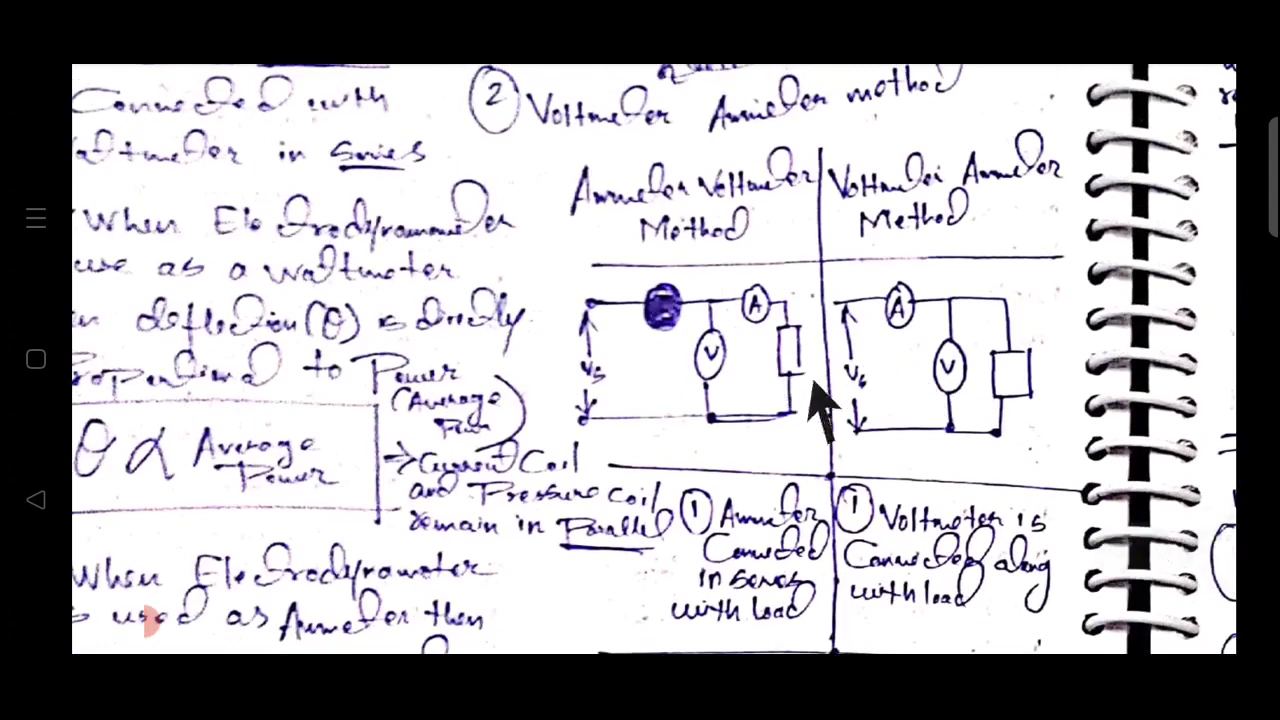 Connected with
Wattmeter in Series
When Electrodynamometer
use as a wattmeter
deflection (θ) is directly
Proportional to Power
(Average
Power)
θ ∝ Average
Power
→ Current Coil
and Pressure coil
remain in Parallel
When Electrodynamometer
used as Ammeter then
② Voltmeter Ammeter method
Ammeter Voltmeter
Method
Voltmeter Ammeter
Method
A
V
Vs
A
V
Vs
① Ammeter
Connected
in series
with load
① Voltmeter is
Connected along
with load